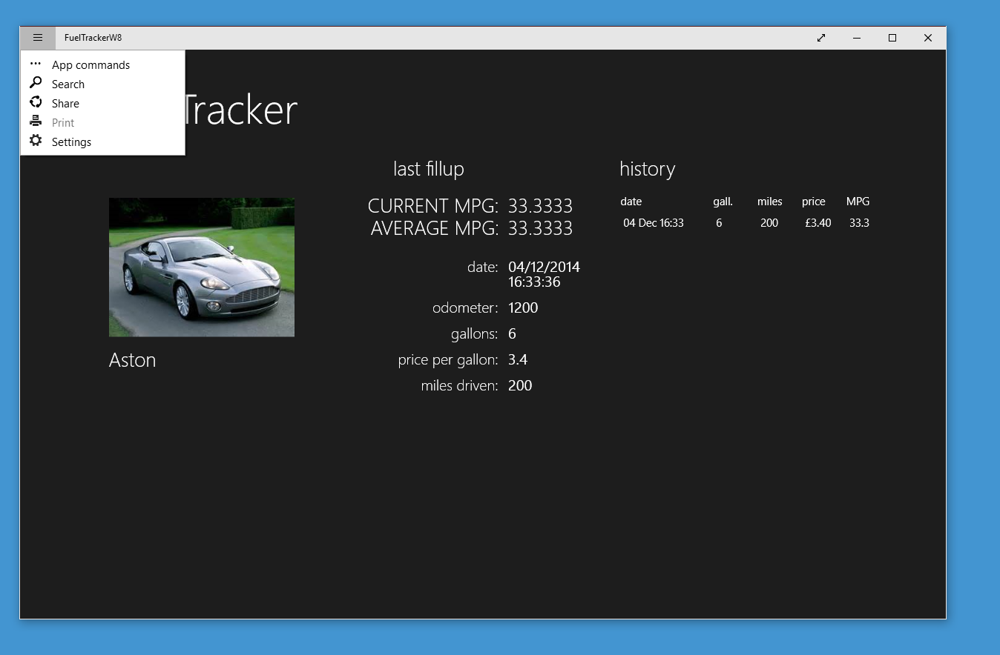 FuelTrackerW8
App commands
Search
Share
Print
Settings
Tracker
last fillup
CURRENT MPG: 33.3333
AVERAGE MPG: 33.3333
date: 04/12/2014
16:33:36
odometer: 1200
gallons: 6
price per gallon: 3.4
miles driven: 200
history
date gall. miles price MPG
04 Dec 16:33 6 200 £3.40 33.3
Aston